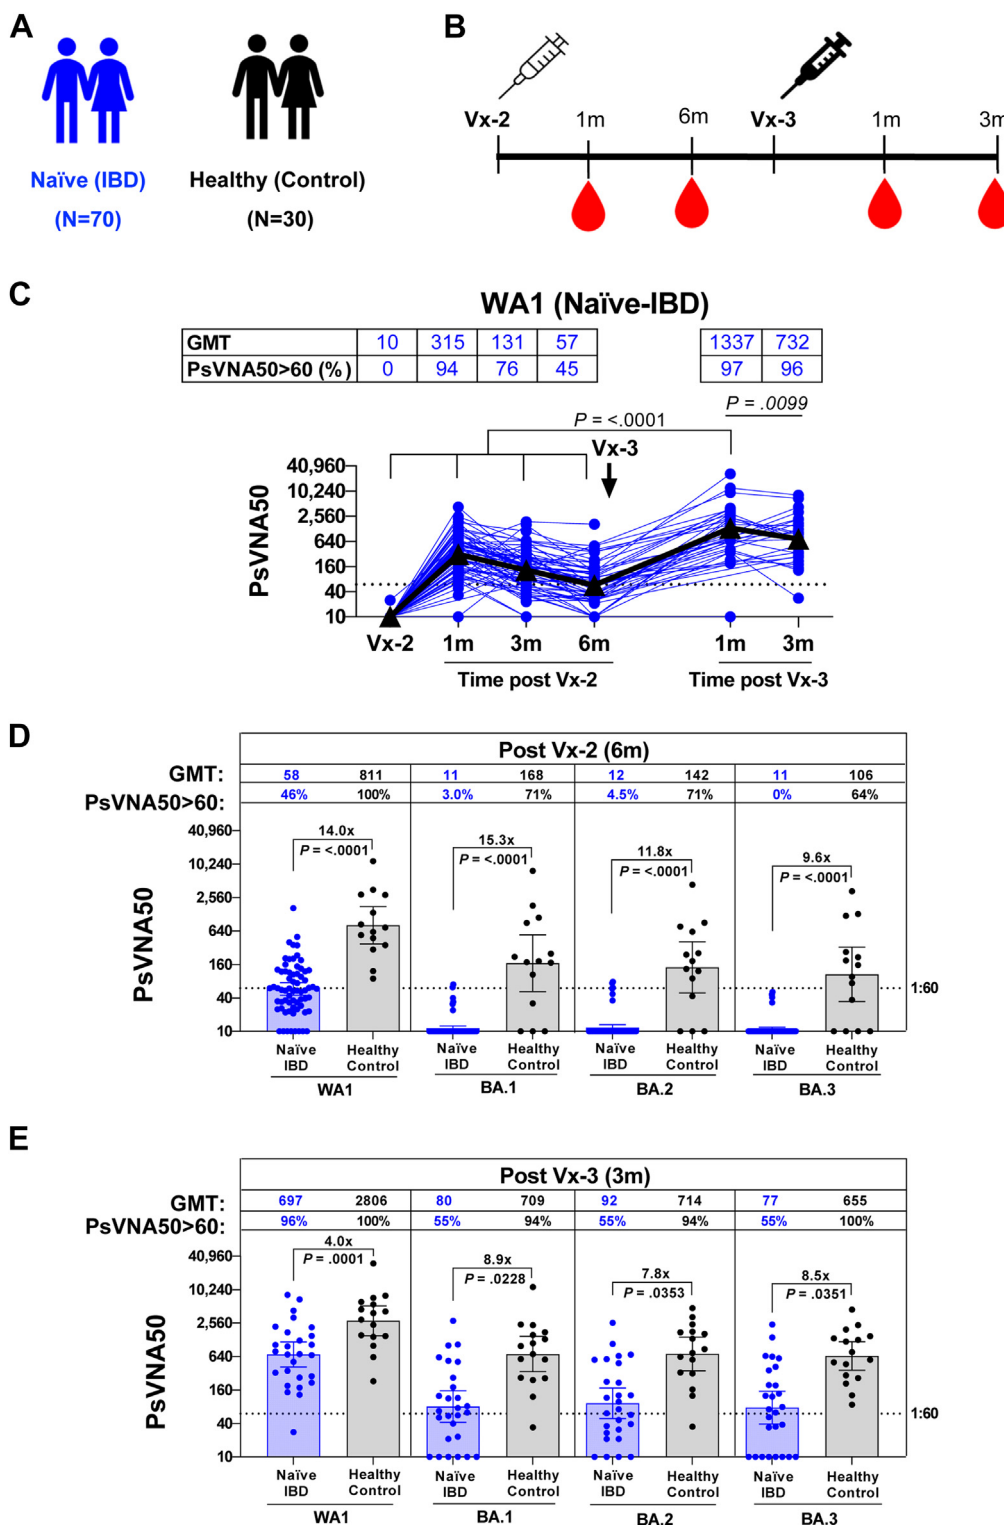 A
Naïve (IBD)
(N=70)
Healthy (Control)
(N=30)
B
Vx-2 1m 6m Vx-3 1m 3m
C
WA1 (Naïve-IBD)
GMT 10 315 131 57 1337 732
PsVNA50>60 (%) 0 94 76 45 97 96
P = .0099
P = <.0001
Vx-3
PsVNA50
40,960
10,240
2,560
640
160
40
10
Vx-2 1m 3m 6m 1m 3m
Time post Vx-2 Time post Vx-3
D
Post Vx-2 (6m)
GMT: 58 811 11 168 12 142 11 106
PsVNA50>60: 46% 100% 3.0% 71% 4.5% 71% 0% 64%
14.0x 15.3x 11.8x 9.6x
P = <.0001 P = <.0001 P = <.0001 P = <.0001
PsVNA50
40,960
10,240
2,560
640
160
40
10
1:60
Naïve IBD Healthy Control Naïve IBD Healthy Control Naïve IBD Healthy Control Naïve IBD Healthy Control
WA1 BA.1 BA.2 BA.3
E
Post Vx-3 (3m)
GMT: 697 2806 80 709 92 714 77 655
PsVNA50>60: 96% 100% 55% 94% 55% 94% 55% 100%
4.0x 8.9x 7.8x 8.5x
P = .0001 P = .0228 P = .0353 P = .0351
PsVNA50
40,960
10,240
2,560
640
160
40
10
1:60
Naïve IBD Healthy Control Naïve IBD Healthy Control Naïve IBD Healthy Control Naïve IBD Healthy Control
WA1 BA.1 BA.2 BA.3